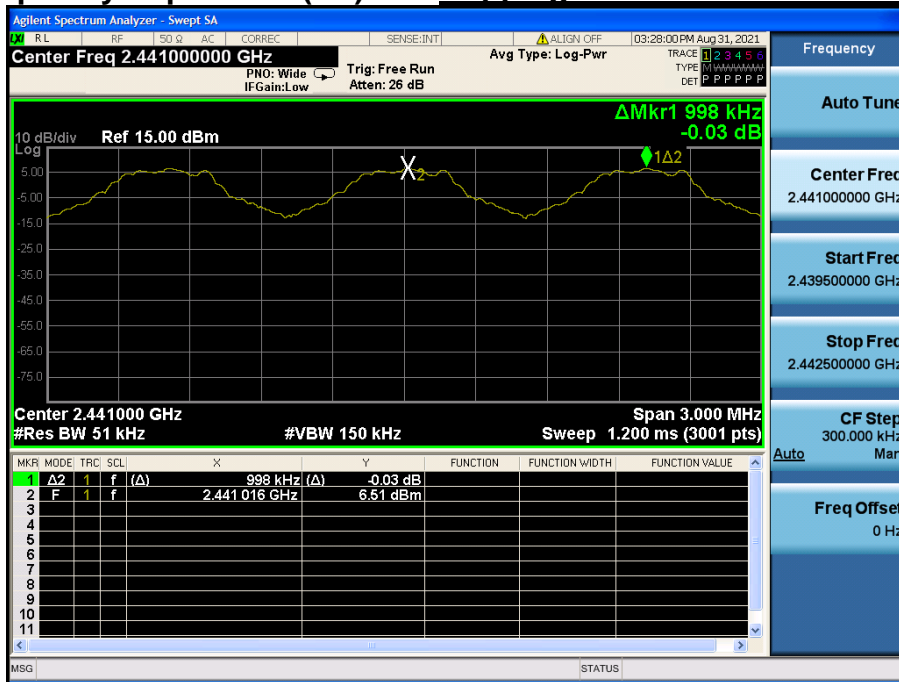 Agilent Spectrum Analyzer - Swept SA
LXI RL RF 50 Ω AC CORREC SENSE:INT ALIGN OFF 03:28:00 PM Aug 31, 2021
Center Freq 2.441000000 GHz
PNO: Wide
IFGain:Low
Trig: Free Run
Atten: 26 dB
Avg Type: Log-Pwr
TRACE 1 2 3 4 5 6
TYPE M WWWWW
DET P P P P P P
ΔMkr1 998 kHz
-0.03 dB
10 dB/div Ref 15.00 dBm
Log
5.00
-5.00
-15.0
-25.0
-35.0
-45.0
-55.0
-65.0
-75.0
X2
1Δ2
Center 2.441000 GHz Span 3.000 MHz
#Res BW 51 kHz #VBW 150 kHz Sweep 1.200 ms (3001 pts)
MKR MODE TRC SCL X Y FUNCTION FUNCTION WIDTH FUNCTION VALUE
1 Δ2 1 f (Δ) 998 kHz (Δ) -0.03 dB
2 F 1 f 2.441 016 GHz 6.51 dBm
3
4
5
6
7
8
9
10
11
MSG STATUS
Frequency
Auto Tune
Center Freq
2.441000000 GHz
Start Freq
2.439500000 GHz
Stop Freq
2.442500000 GHz
CF Step
300.000 kHz
Auto Man
Freq Offset
0 Hz